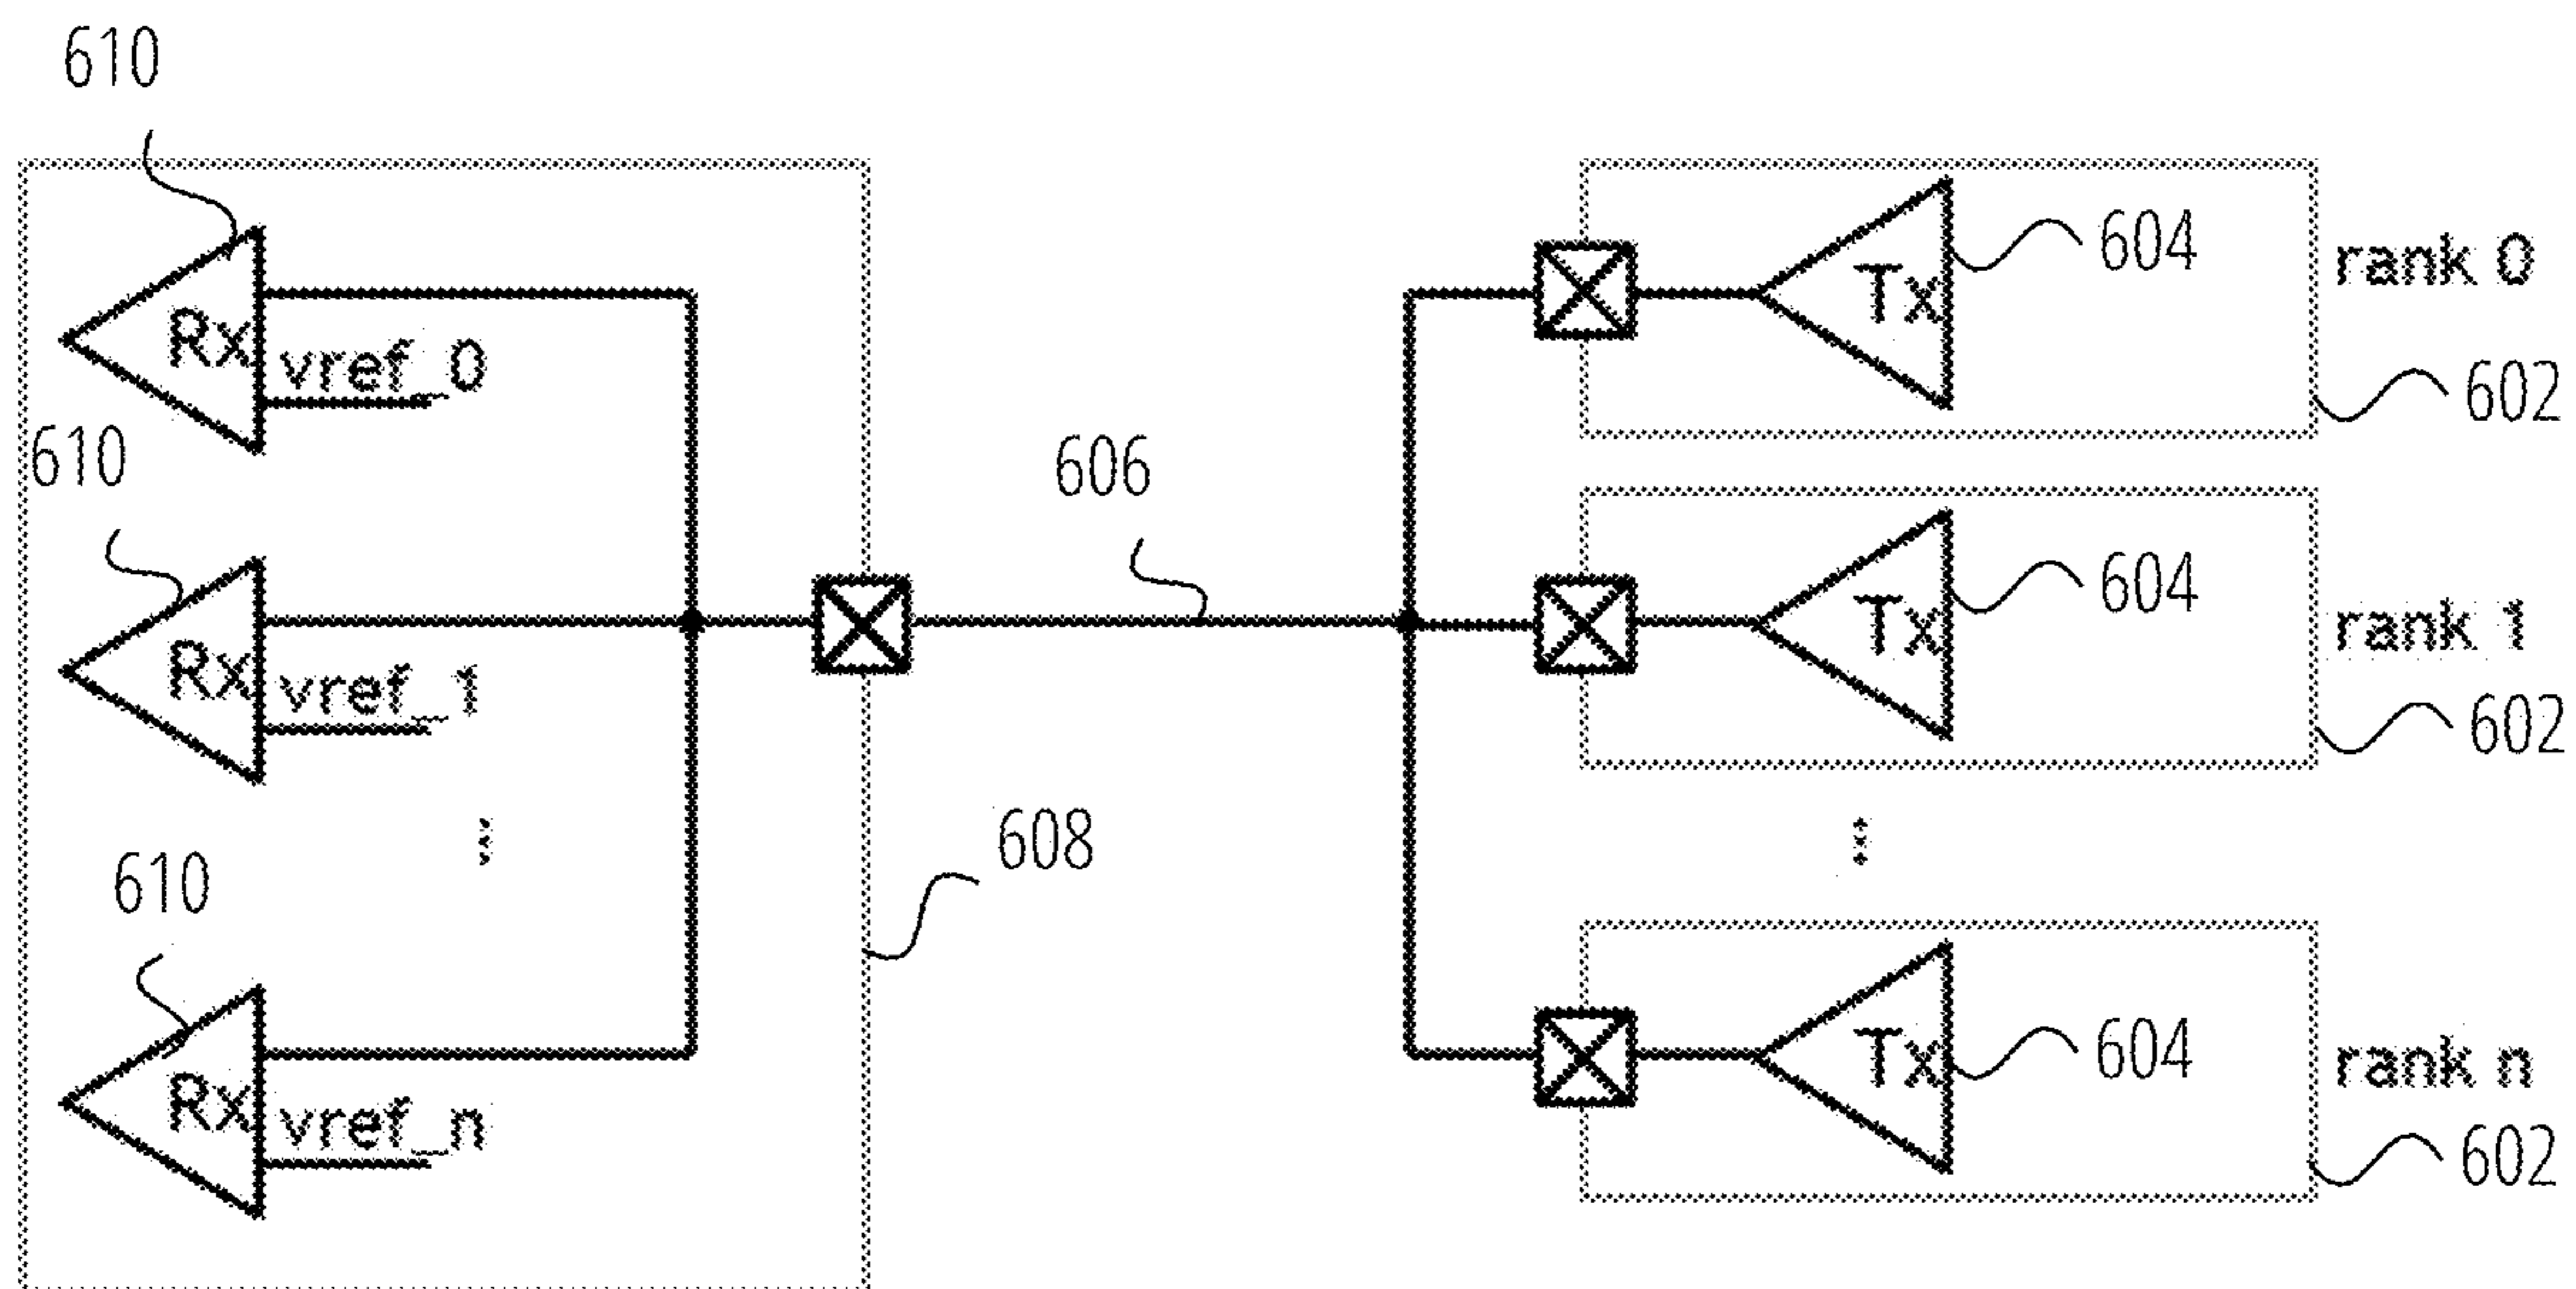 610
604
rank 0
Tx
Rx
vref_0
602
610
606
604
rank 1
Tx
Rx
vref_1
602
...
...
608
610
604
rank n
Tx
Rx
vref_n
602